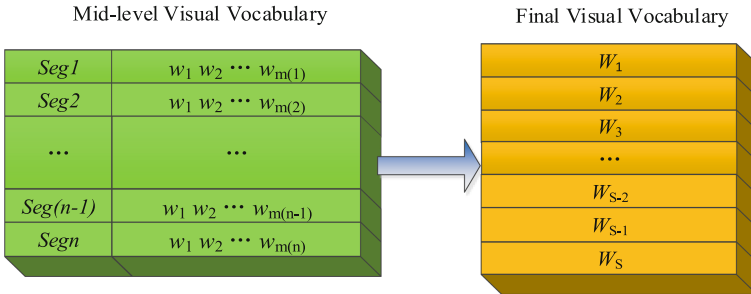 Mid-level Visual Vocabulary
Seg1 w1 w2 ··· wm(1)
Seg2 w1 w2 ··· wm(2)
··· ···
Seg(n-1) w1 w2 ··· wm(n-1)
Segn w1 w2 ··· wm(n)
Final Visual Vocabulary
W1
W2
W3
···
WS-2
WS-1
WS